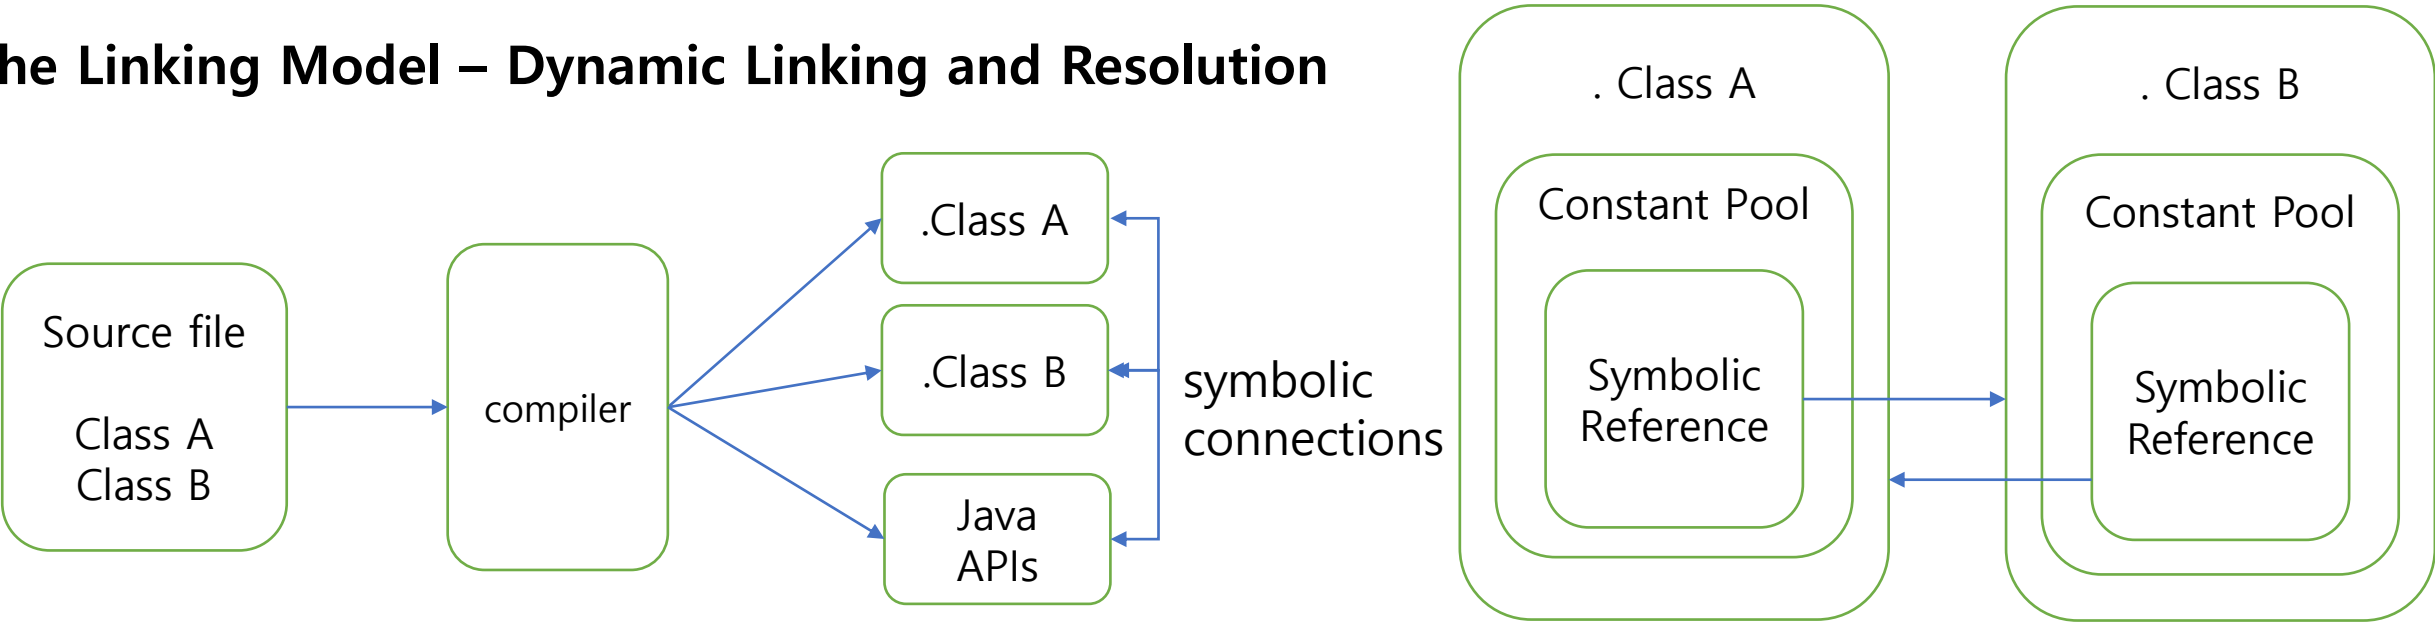 he Linking Model – Dynamic Linking and Resolution
Source file
Class A
Class B
compiler
.Class A
.Class B
Java
APIs
symbolic
connections
. Class A
Constant Pool
Symbolic
Reference
. Class B
Constant Pool
Symbolic
Reference